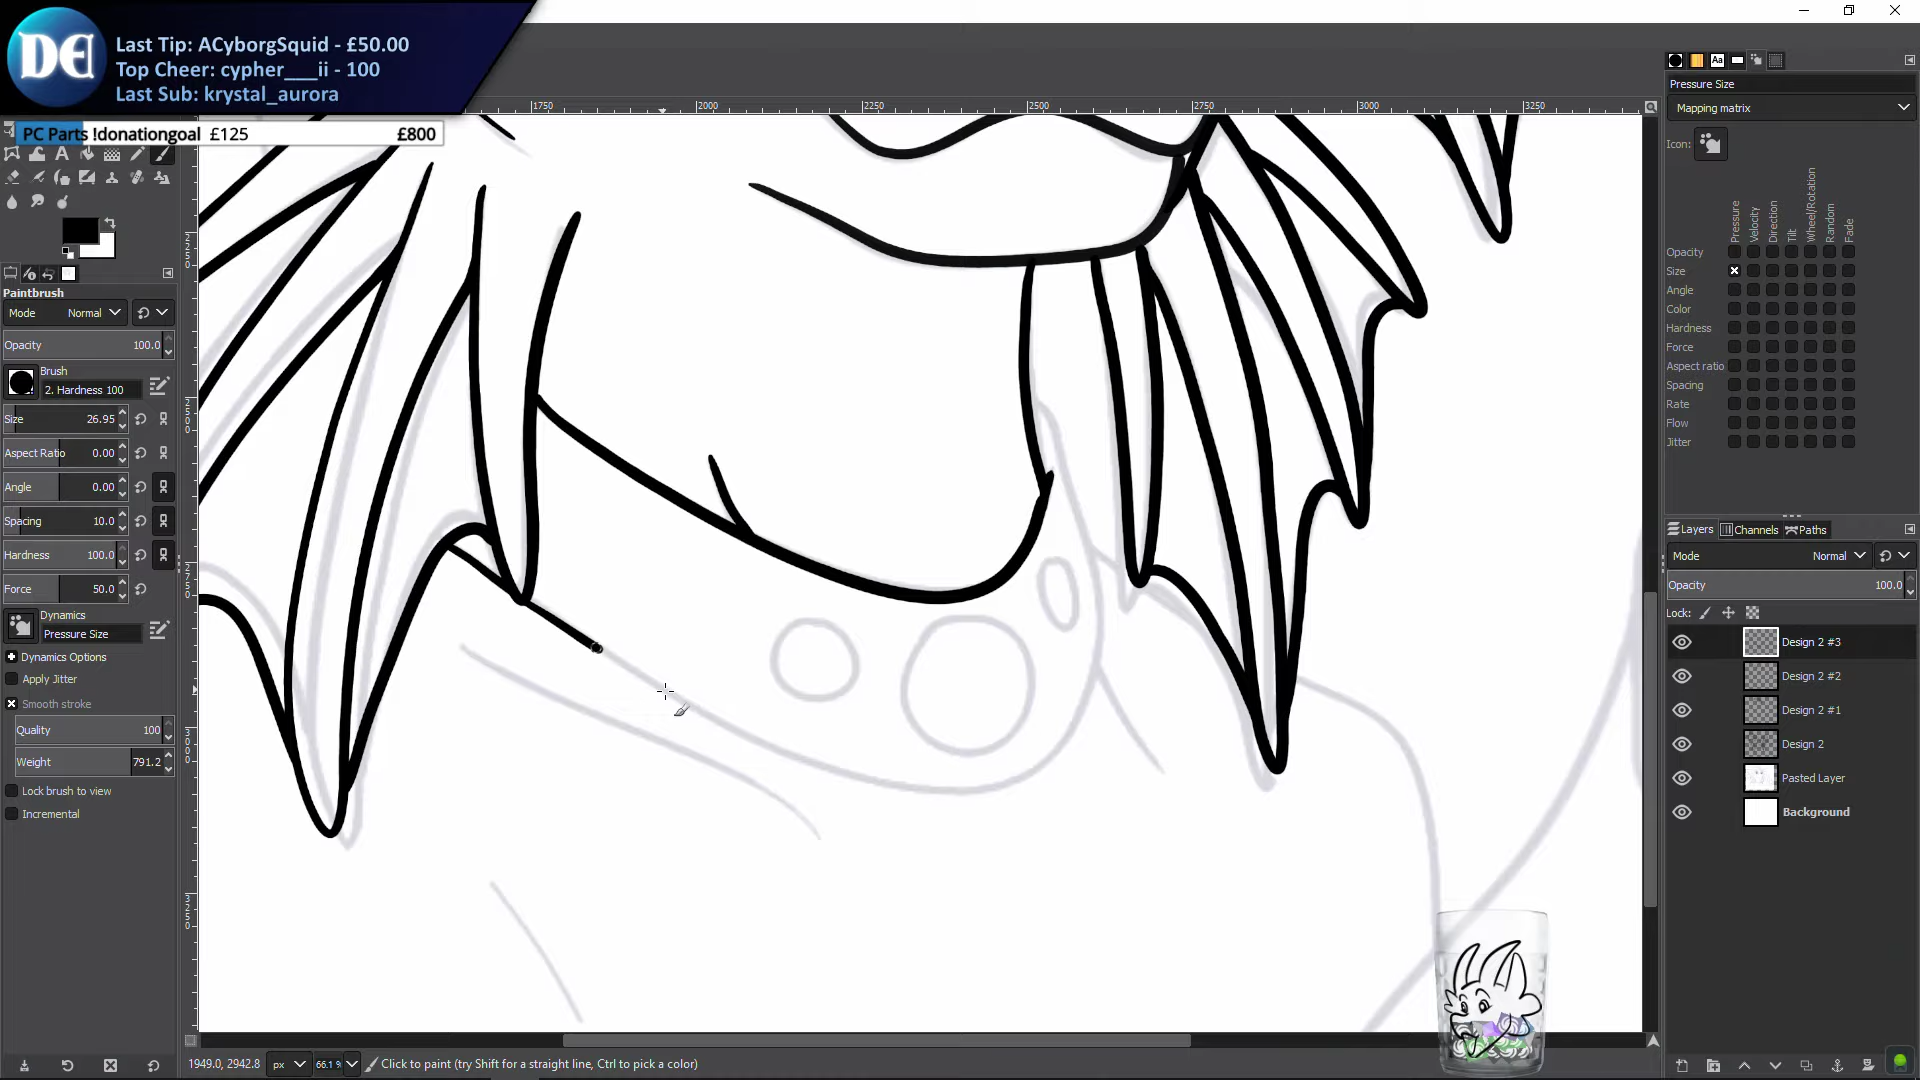 DE
Last Tip: ACyborgSquid - £50.00
Top Cheer: cypher___ii - 100
Last Sub: krystal_aurora
PC Parts !donationgoal £125 £800
1750 2000 2250 2500 2750 3000 3250
Paintbrush
Mode Normal
Opacity 100.0
Brush
2. Hardness 100
Size 26.95
Aspect Ratio 0.00
Angle 0.00
Spacing 10.0
Hardness 100.0
Force 50.0
Dynamics
Pressure Size
Dynamics Options
Apply Jitter
Smooth stroke
Quality 100
Weight 791.2
Lock brush to view
Incremental
1949.0, 2942.8 px 66.1 % Click to paint (try Shift for a straight line, Ctrl to pick a color)
Aa
Pressure Size
Mapping matrix
Icon:
Pressure Velocity Direction Tilt Wheel/Rotation Random Fade
Opacity
Size
Angle
Color
Hardness
Force
Aspect ratio
Spacing
Rate
Flow
Jitter
Layers Channels Paths
Mode Normal
Opacity 100.0
Lock:
Design 2 #3
Design 2 #2
Design 2 #1
Design 2
Pasted Layer
Background